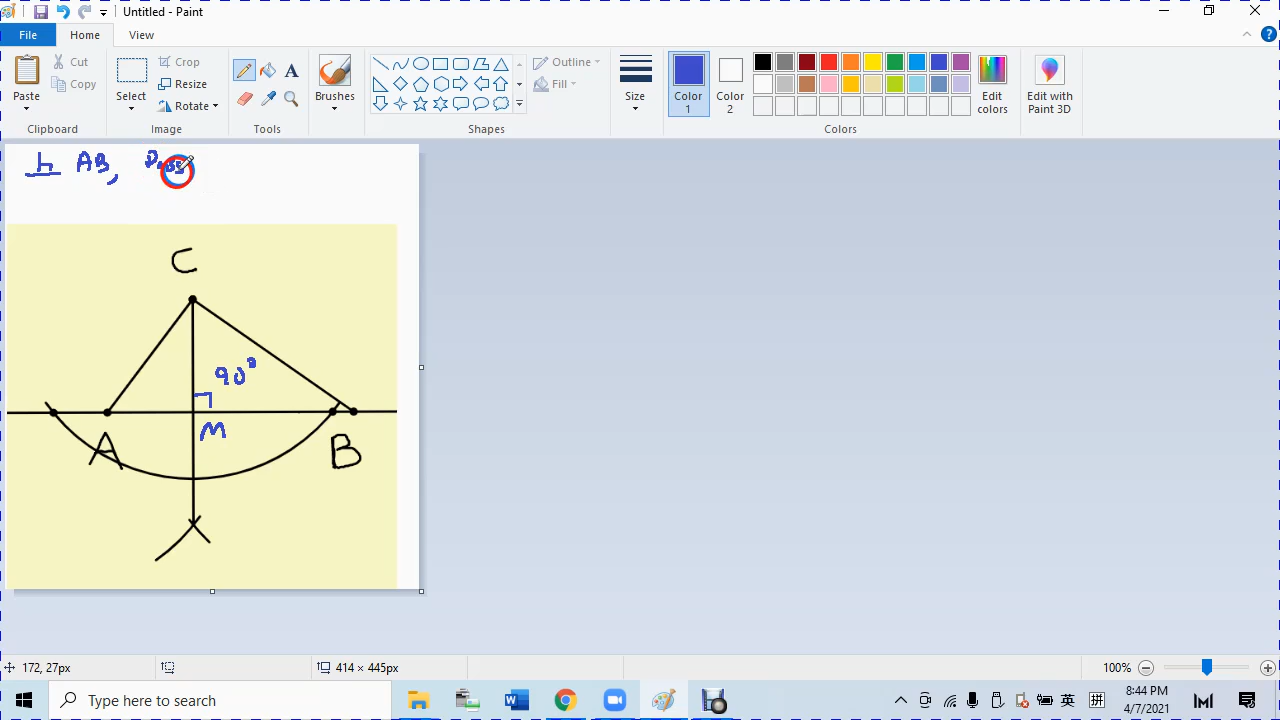 Untitled - Paint
File Home View
Paste
Cut
Copy
Clipboard
Select
Crop
Resize
Rotate
Image
Tools
Brushes
Shapes
Outline
Fill
Size
Color 1
Color 2
Colors
Edit colors
Edit with Paint 3D
AB,
C
90°
M
A
B
172, 27px
414 × 445px
100%
Type here to search
英
拼
8:44 PM
4/7/2021